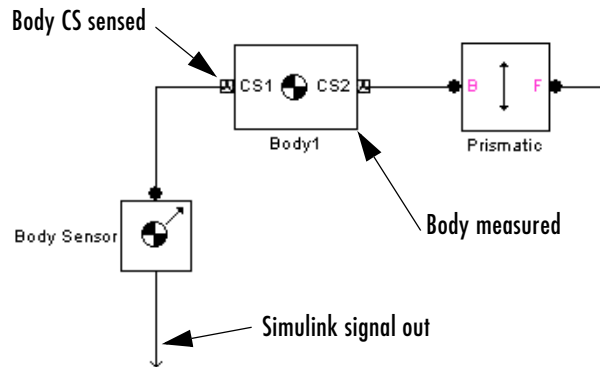 Body CS sensed
CS1 CS2
B F
Body1
Prismatic
Body measured
Body Sensor
Simulink signal out